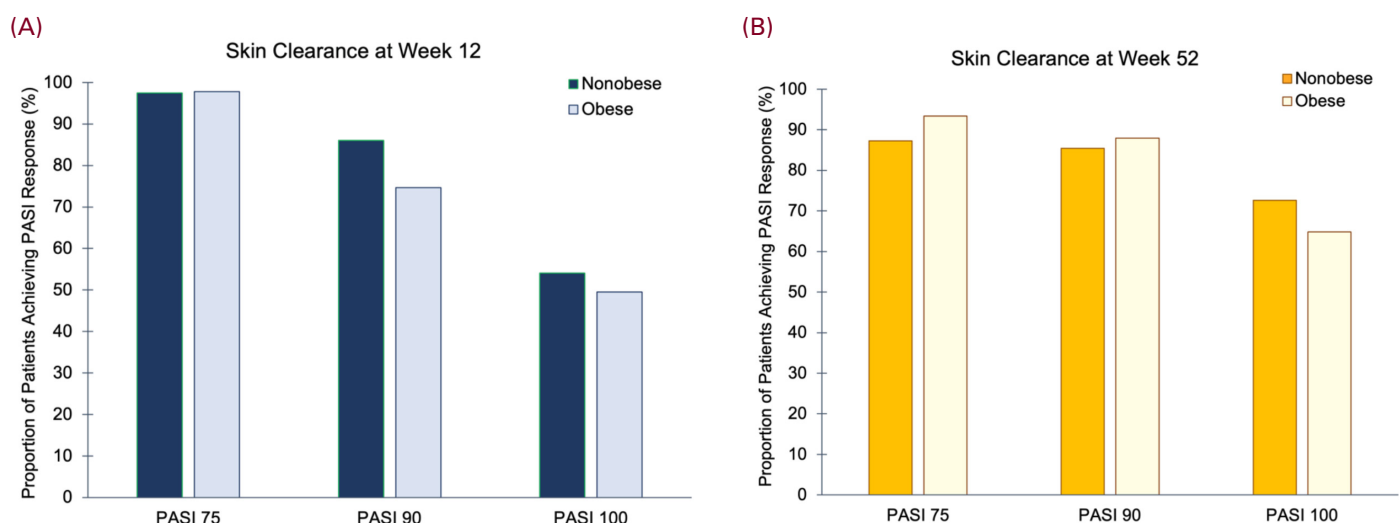 (A)
Skin Clearance at Week 12
Nonobese
Obese
Proportion of Patients Achieving PASI Response (%)
100
90
80
70
60
50
40
30
20
10
0
PASI 75
PASI 90
PASI 100
(B)
Skin Clearance at Week 52
Nonobese
Obese
Proportion of Patients Achieving PASI Response (%)
100
90
80
70
60
50
40
30
20
10
0
PASI 75
PASI 90
PASI 100